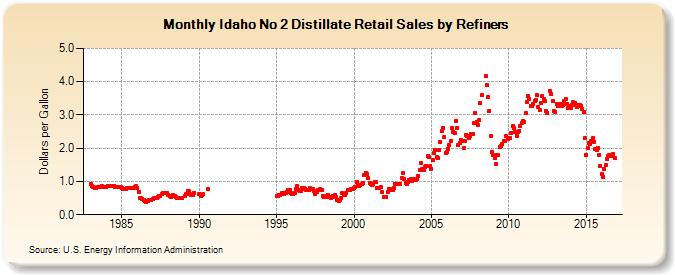 Monthly Idaho No 2 Distillate Retail Sales by Refiners
Dollars per Gallon
5.0
4.0
3.0
2.0
1.0
0.0
1985 1990 1995 2000 2005 2010 2015
Source: U.S. Energy Information Administration